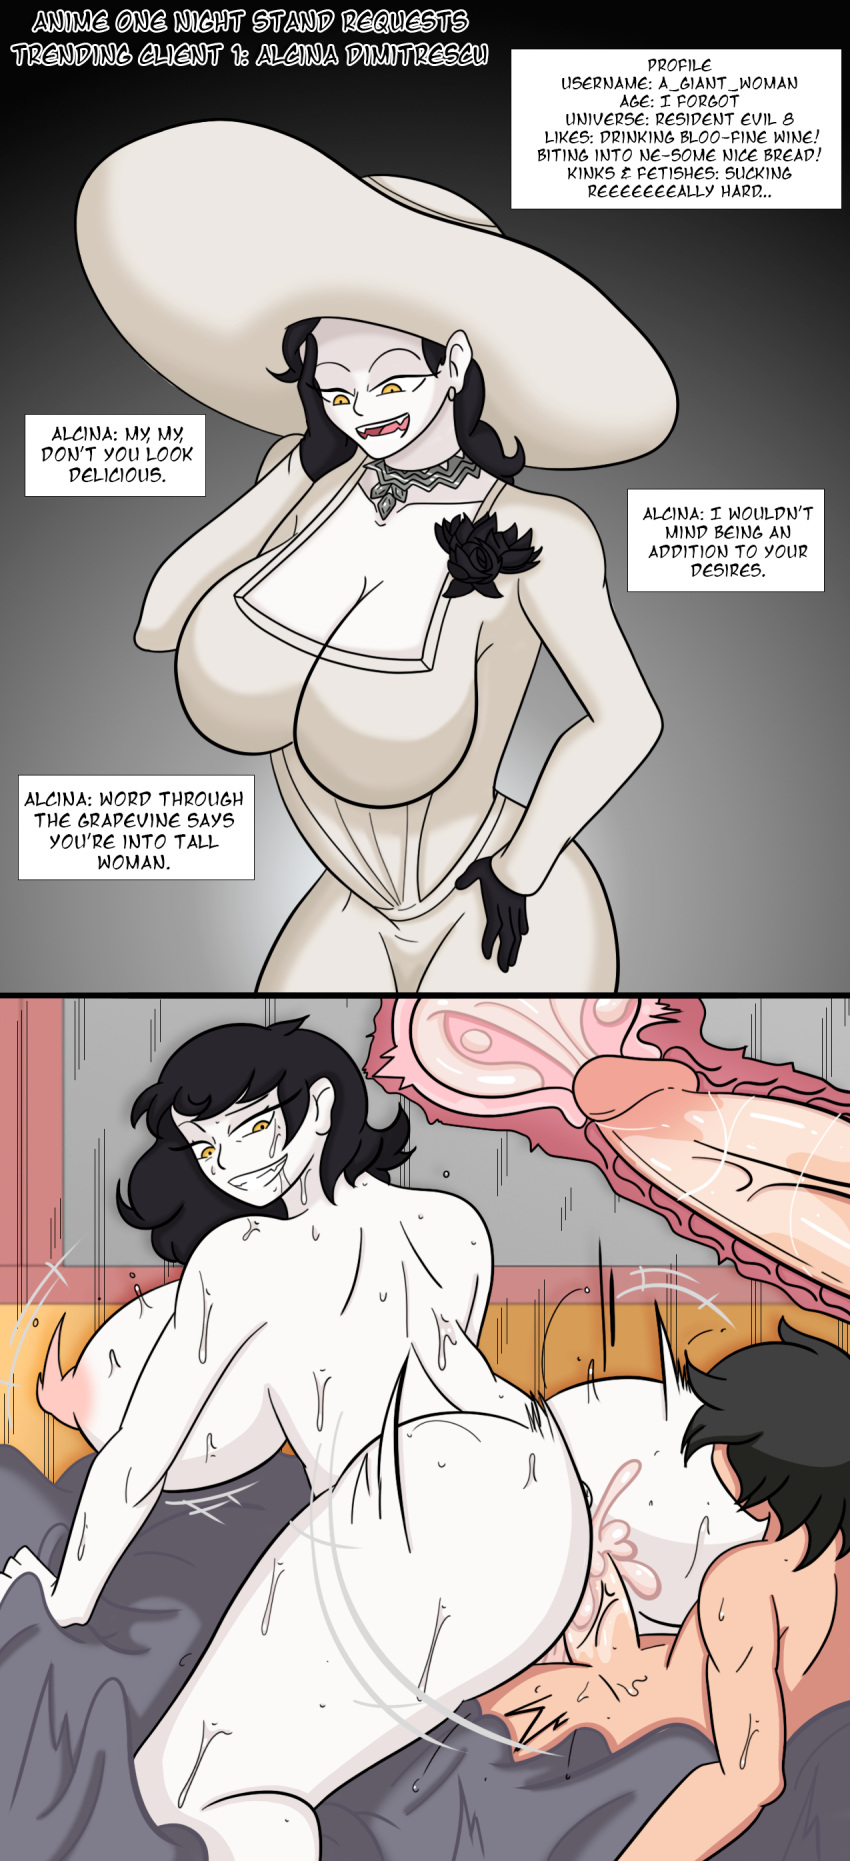 ANIME ONE NIGHT STAND REQUESTS
TRENDING CLIENT 1: ALCINA DIMITRESCU
PROFILE
USERNAME: A_GIANT_WOMAN
AGE: I FORGOT
UNIVERSE: RESIDENT EVIL 8
LIKES: DRINKING BLOO-FINE WINE!
BITING INTO NE-SOME NICE BREAD!
KINKS & FETISHES: SUCKING
REEEEEEEALLY HARD...
ALCINA: MY, MY,
DON'T YOU LOOK
DELICIOUS.
ALCINA: I WOULDN'T
MIND BEING AN
ADDITION TO YOUR
DESIRES.
ALCINA: WORD THROUGH
THE GRAPEVINE SAYS
YOU'RE INTO TALL
WOMAN.